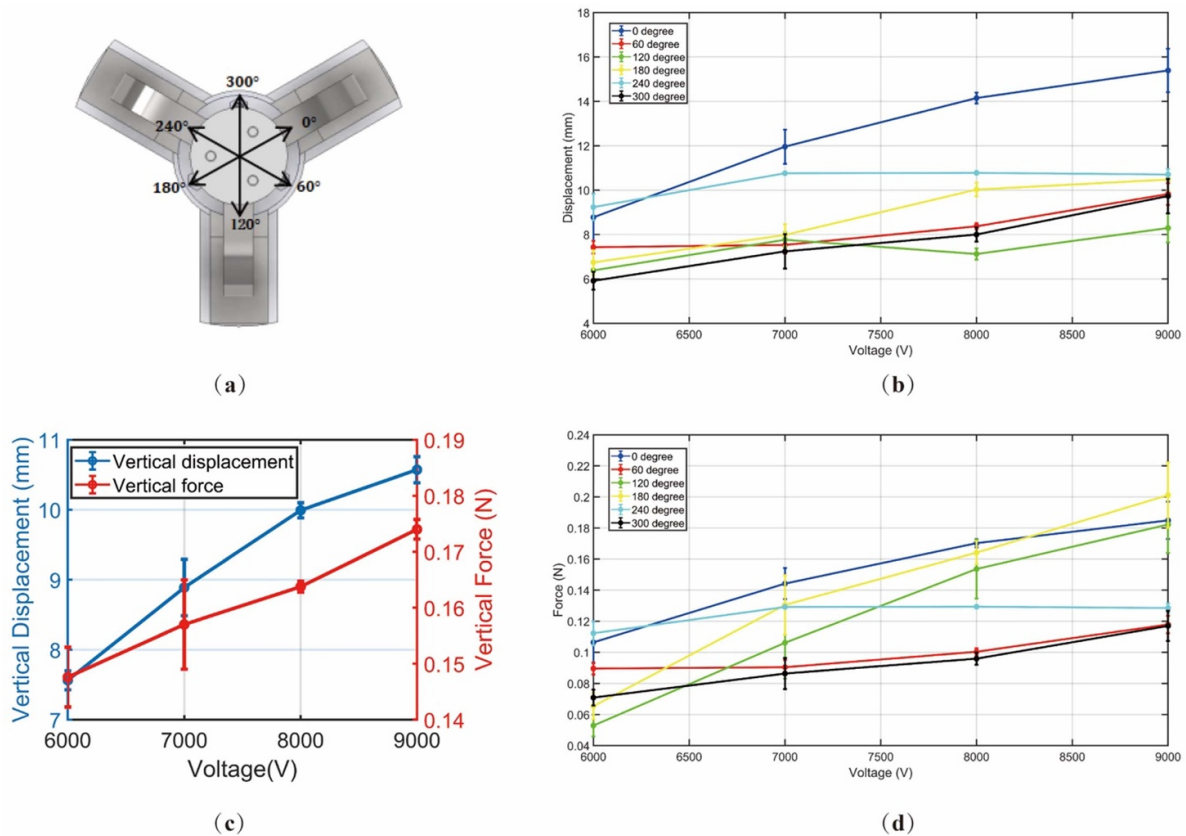 300°
240°
0°
180°
60°
120°
(a)
18
16
14
12
10
8
6
4
Displacement (mm)
0 degree
60 degree
120 degree
180 degree
240 degree
300 degree
6000 6500 7000 7500 8000 8500 9000
Voltage (V)
(b)
11
10
9
8
7
Vertical Displacement (mm)
Vertical displacement
Vertical force
0.19
0.18
0.17
0.16
0.15
0.14
Vertical Force (N)
6000 7000 8000 9000
Voltage(V)
(c)
0.24
0.22
0.2
0.18
0.16
0.14
0.12
0.1
0.08
0.06
0.04
Force (N)
0 degree
60 degree
120 degree
180 degree
240 degree
300 degree
6000 6500 7000 7500 8000 8500 9000
Voltage (V)
(d)